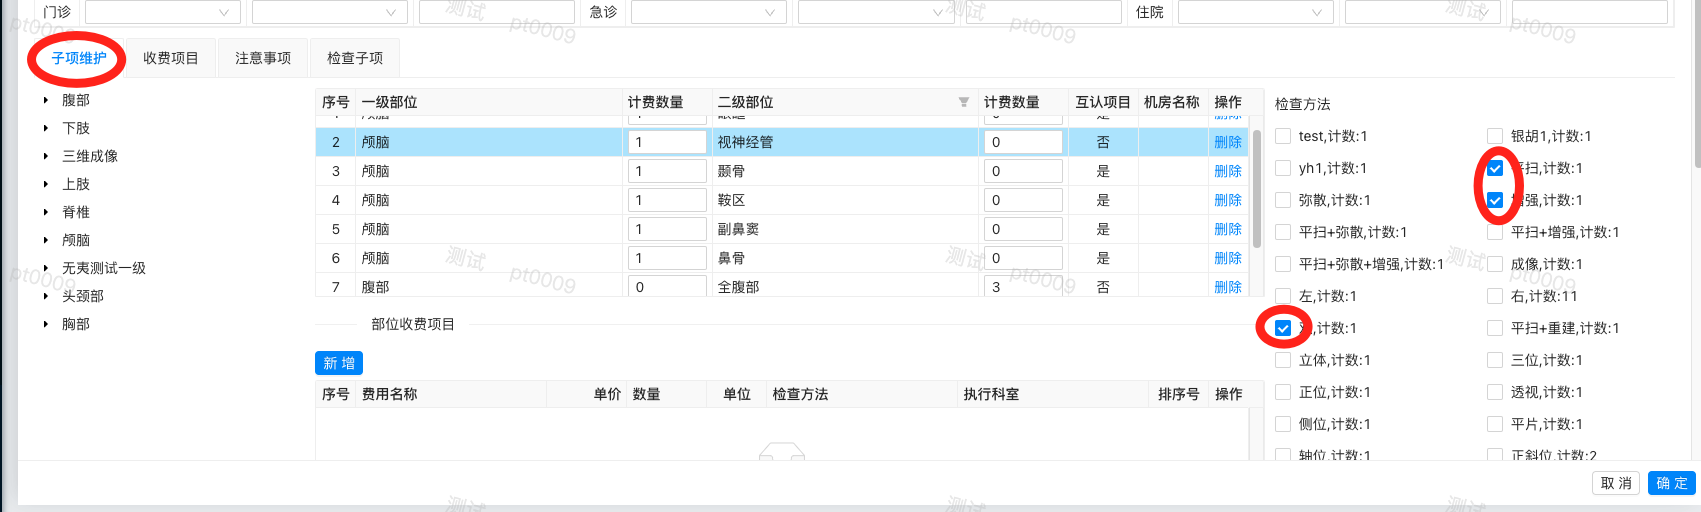 门诊 急诊 住院
子项维护 收费项目 注意事项 检查子项
腹部
下肢
三维成像
上肢
脊椎
颅脑
无夷测试一级
头颈部
胸部
序号 一级部位 计费数量 二级部位 计费数量 互认项目 机房名称 操作
2 颅脑 1 视神经管 0 否 删除
3 颅脑 1 颞骨 0 是 删除
4 颅脑 1 鞍区 0 是 删除
5 颅脑 1 副鼻窦 0 是 删除
6 颅脑 1 鼻骨 0 是 删除
7 腹部 0 全腹部 3 否 删除
部位收费项目
新 增
序号 费用名称 单价 数量 单位 检查方法 执行科室 排序号 操作
检查方法
test,计数:1 银胡1,计数:1
yh1,计数:1 平扫,计数:1
弥散,计数:1 增强,计数:1
平扫+弥散,计数:1 平扫+增强,计数:1
平扫+弥散+增强,计数:1 成像,计数:1
左,计数:1 右,计数:11
,计数:1 平扫+重建,计数:1
立体,计数:1 三位,计数:1
正位,计数:1 透视,计数:1
侧位,计数:1 平片,计数:1
轴位,计数:1 正斜位,计数:2
取 消 确 定
测试 pt0009